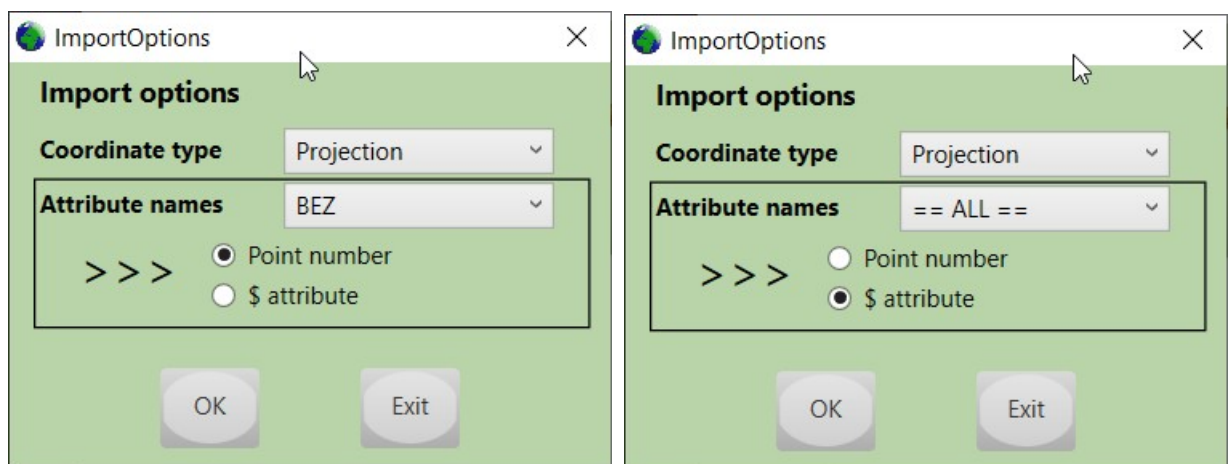 ImportOptions
Import options
Coordinate type Projection
Attribute names BEZ
> > > Point number
$ attribute
OK Exit
ImportOptions
Import options
Coordinate type Projection
Attribute names == ALL ==
> > > Point number
$ attribute
OK Exit